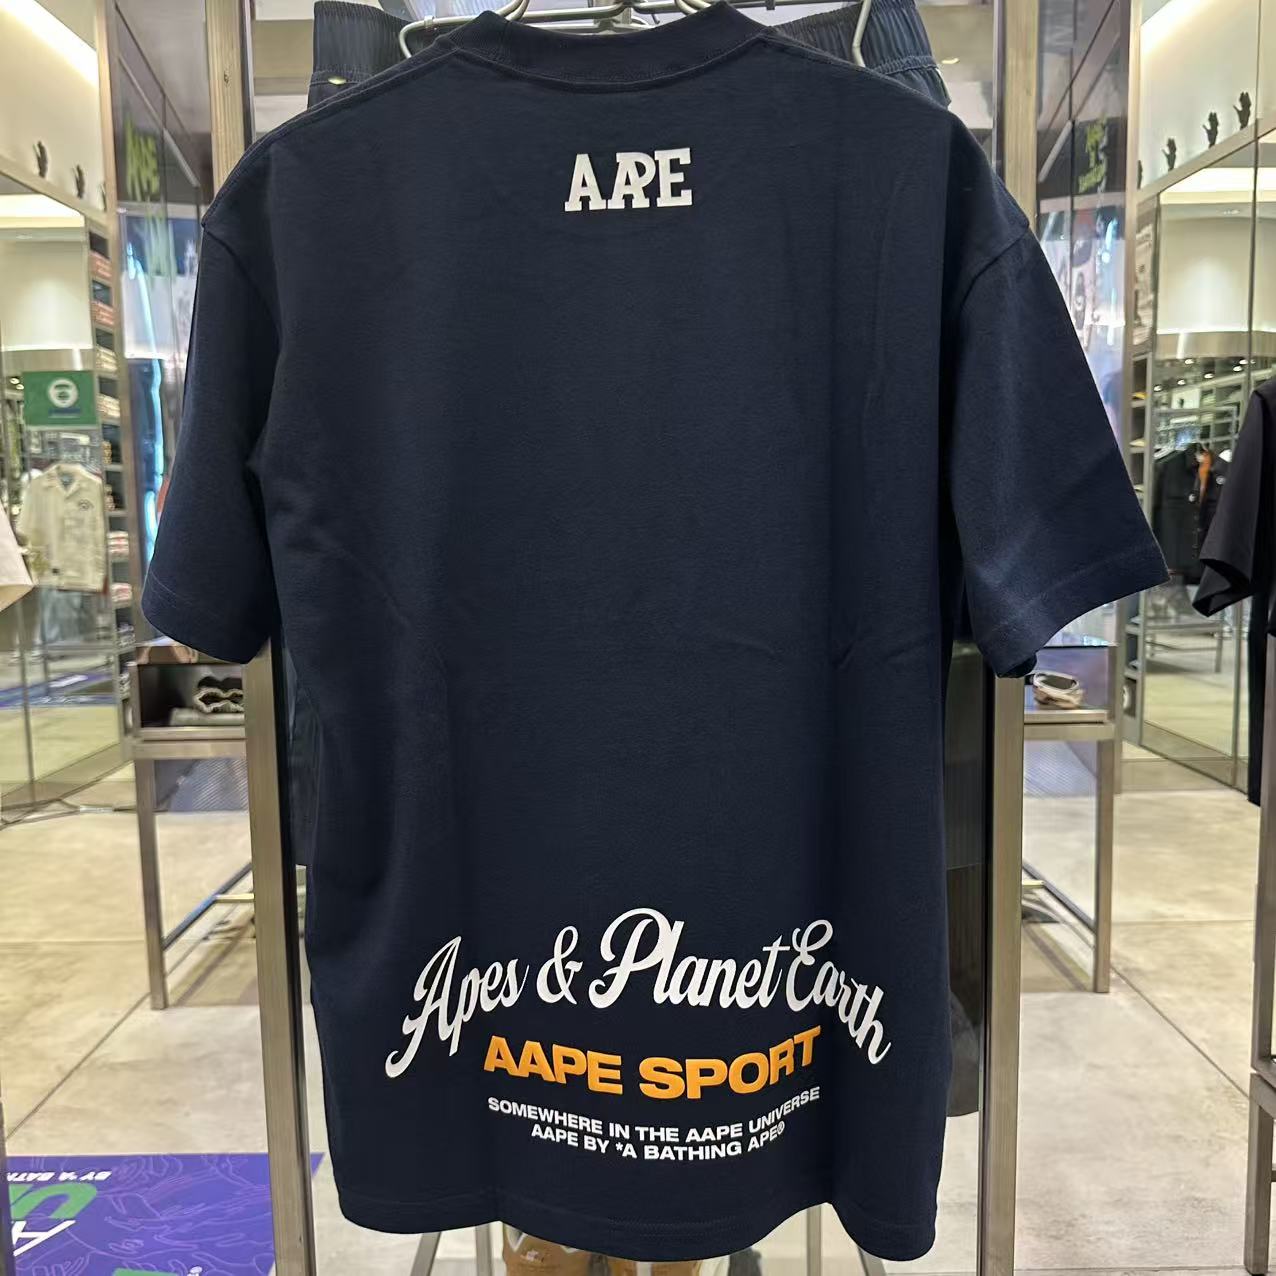 AAPE
Apes & Planet Earth
AAPE SPORT
SOMEWHERE IN THE AAPE UNIVERSE
AAPE BY *A BATHING APE®